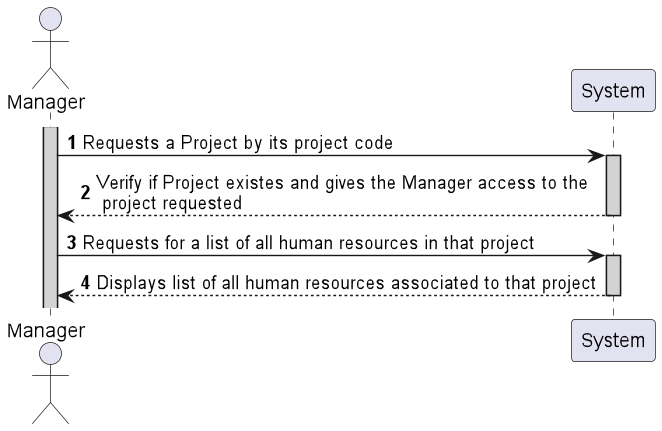 Manager
System
1 Requests a Project by its project code
2 Verify if Project existes and gives the Manager access to the
project requested
3 Requests for a list of all human resources in that project
4 Displays list of all human resources associated to that project
Manager
System